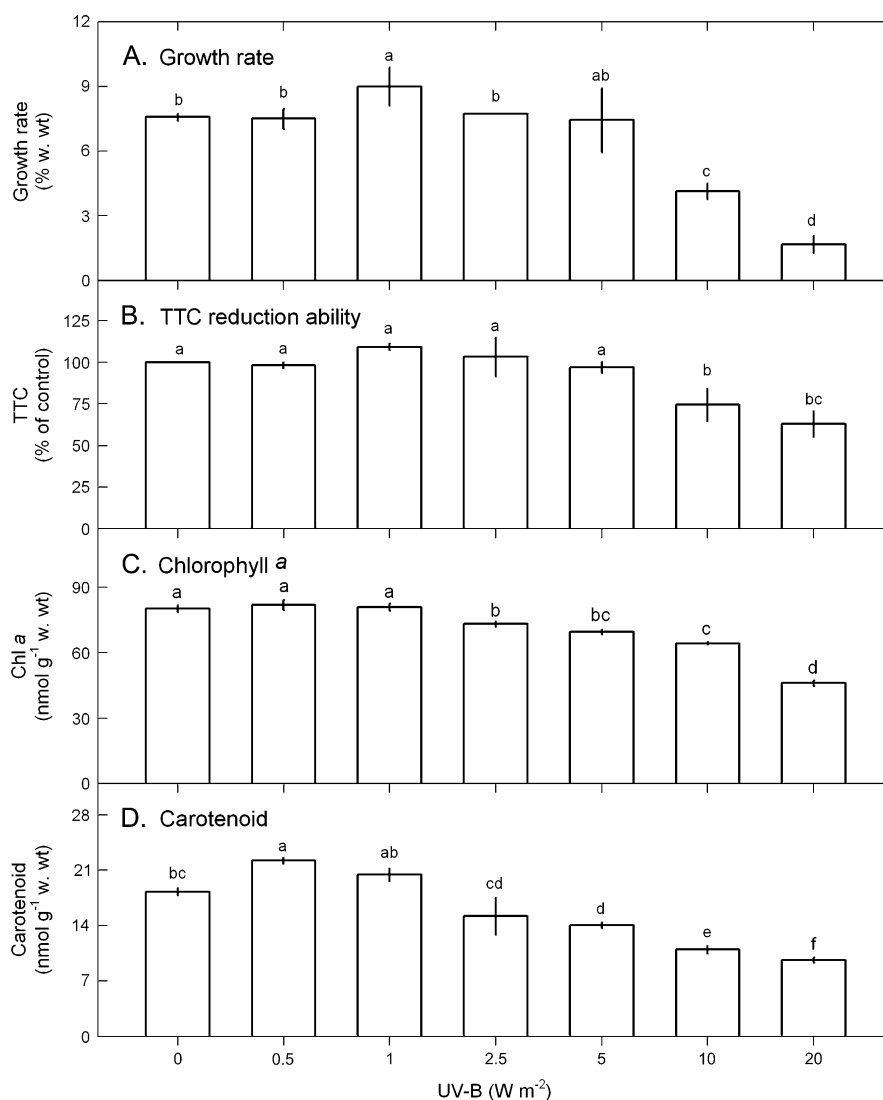 A. Growth rate
Growth rate
(% w. wt)
12
9
6
3
0
b b a b ab c d
B. TTC reduction ability
TTC
(% of control)
125
100
75
50
25
0
a a a a a b bc
C. Chlorophyll a
Chl a
(nmol g⁻¹ w. wt)
90
60
30
0
a a a b bc c d
D. Carotenoid
Carotenoid
(nmol g⁻¹ w. wt)
28
21
14
7
0
bc a ab cd d e f
0 0.5 1 2.5 5 10 20
UV-B (W m⁻²)